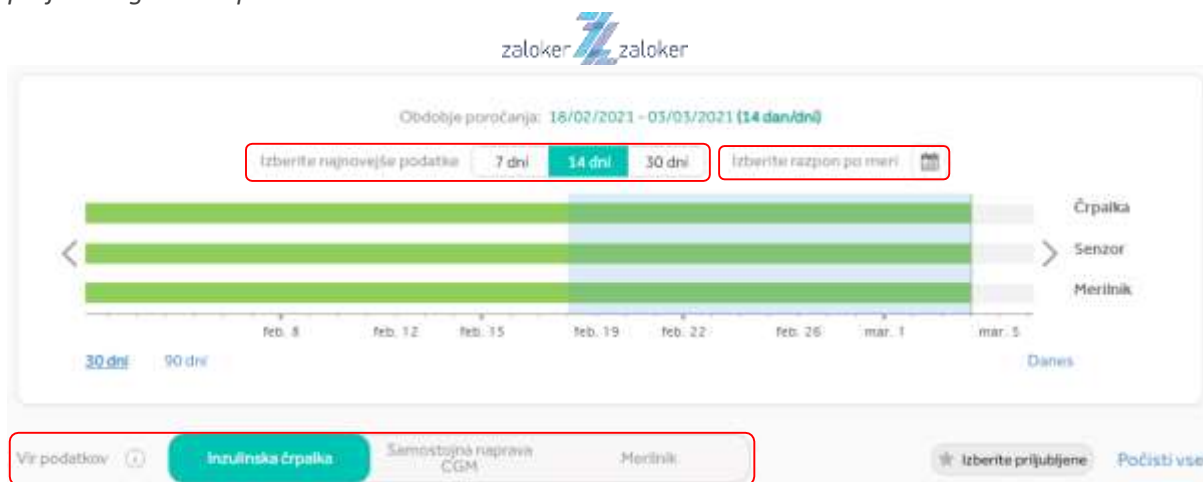 zaloker zaloker
Obdobje poročanja: 18/02/2021 - 03/03/2021 (14 dan/dni)
Izberite najnovejše podatke 7 dni 14 dni 30 dni Izberite razpon po meri
Črpalka
Senzor
Merilnik
feb. 8 feb. 12 feb. 15 feb. 19 feb. 22 feb. 26 mar. 1 mar. 5
30 dni 90 dni Danes
Vir podatkov Inzulinska črpalka Samostojna naprava CGM Merilnik Izberite priljubljene Počisti vse